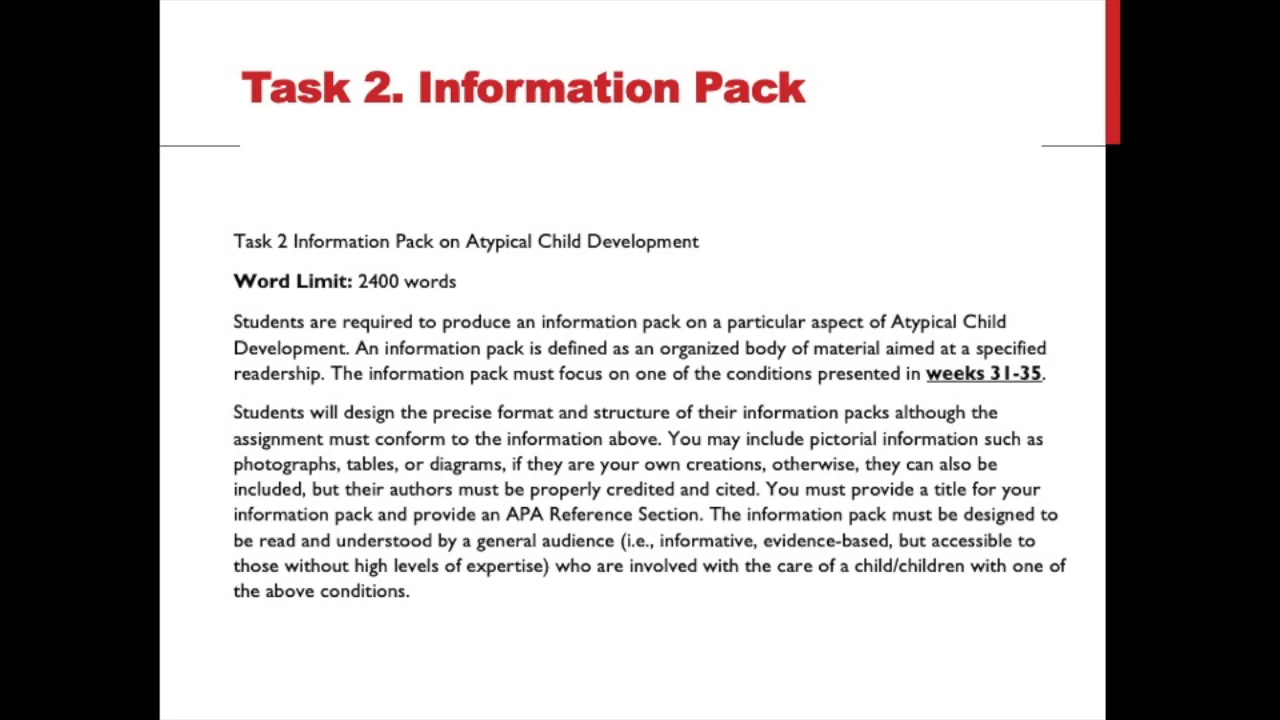 Task 2. Information Pack
Task 2 Information Pack on Atypical Child Development
Word Limit: 2400 words
Students are required to produce an information pack on a particular aspect of Atypical Child
Development. An information pack is defined as an organized body of material aimed at a specified
readership. The information pack must focus on one of the conditions presented in weeks 31-35.
Students will design the precise format and structure of their information packs although the
assignment must conform to the information above. You may include pictorial information such as
photographs, tables, or diagrams, if they are your own creations, otherwise, they can also be
included, but their authors must be properly credited and cited. You must provide a title for your
information pack and provide an APA Reference Section. The information pack must be designed to
be read and understood by a general audience (i.e., informative, evidence-based, but accessible to
those without high levels of expertise) who are involved with the care of a child/children with one of
the above conditions.